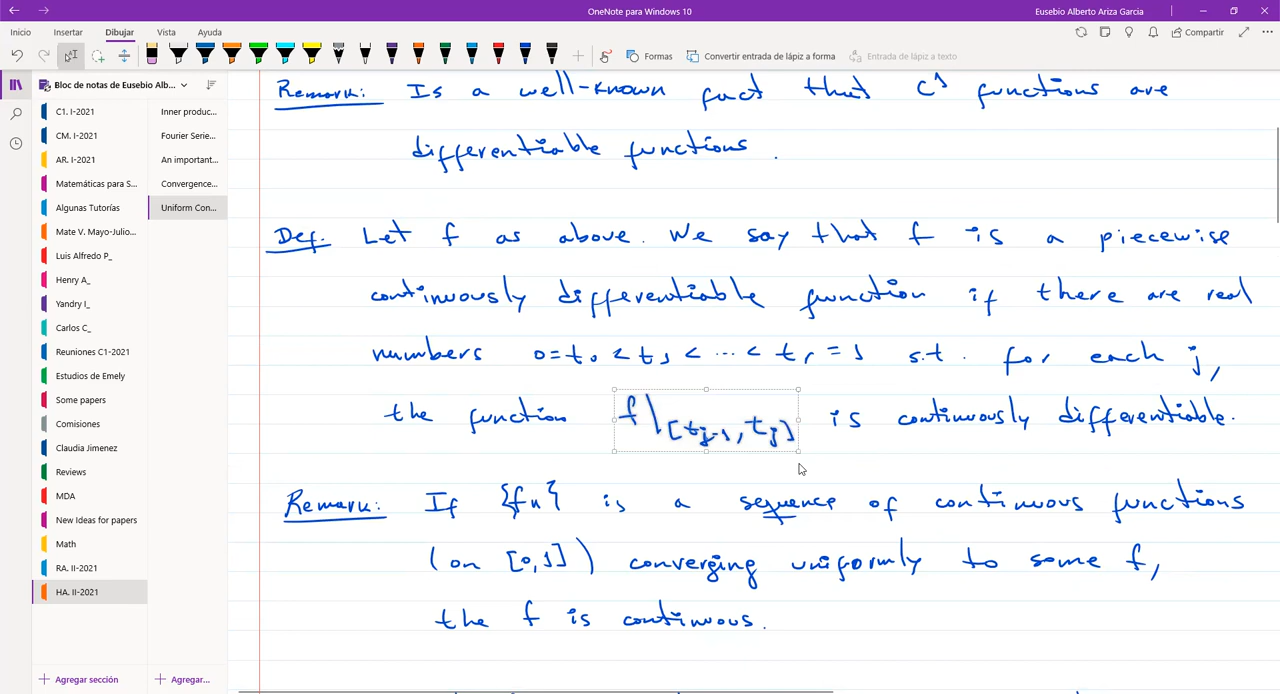 OneNote para Windows 10
Eusebio Alberto Ariza Garcia
Inicio Insertar Dibujar Vista Ayuda
Compartir
Formas
Convertir entrada de lápiz a forma
Entrada de lápiz a texto
Bloc de notas de Eusebio Alb...
C1. I-2021
CM. I-2021
AR. I-2021
Matemáticas para S...
Algunas Tutorías
Mate V. Mayo-Julio...
Luis Alfredo P_
Henry A_
Yandry I_
Carlos C_
Reuniones C1-2021
Estudios de Emely
Some papers
Comisiones
Claudia Jimenez
Reviews
MDA
New Ideas for papers
Math
RA. II-2021
HA. II-2021
Agregar sección
Inner produc...
Fourier Serie...
An important...
Convergence...
Uniform Con...
Agregar...
Remark: Is a well-known fact that C^1 functions are
differentiable functions.
Def. Let f as above. We say that f is a piecewise
continuously differentiable function if there are real
numbers 0=t_0<t_1<...<t_r=1 s.t. for each j,
the function f|_[t_{j-1}, t_j] is continuously differentiable.
Remark: If {fn} is a sequence of continuous functions
(on [0,1]) converging uniformly to some f,
the f is continuous.